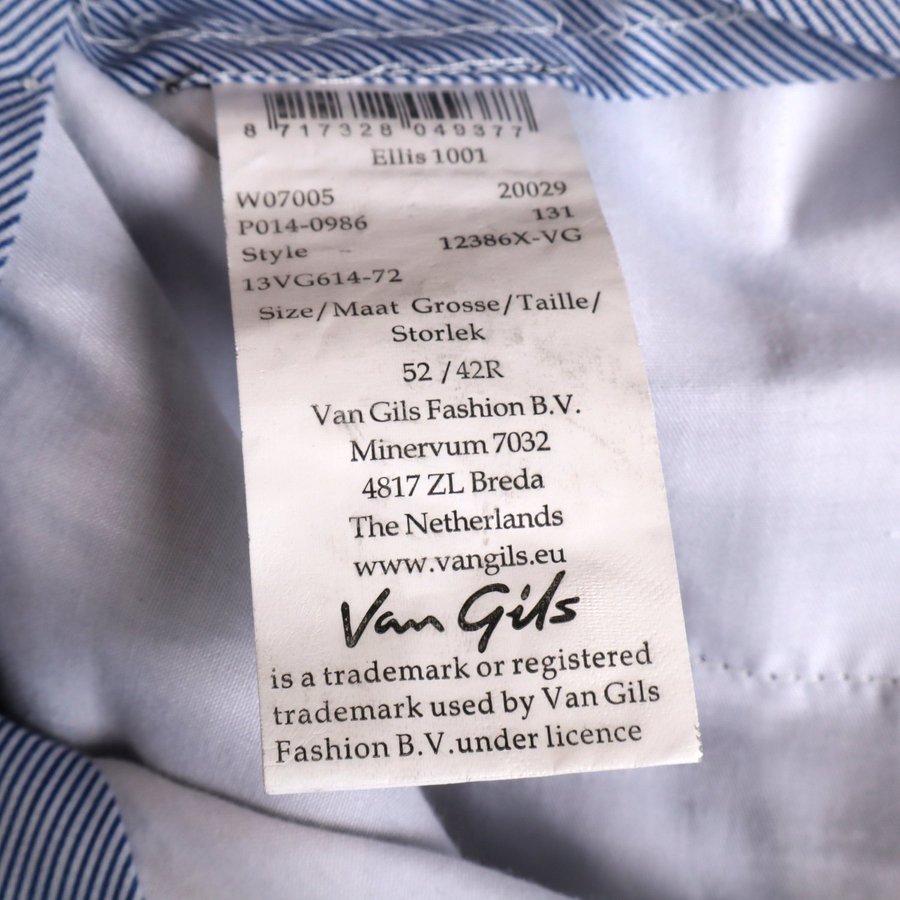 8 717328 049377
Ellis 1001
W07005 20029
P014-0986 131
Style 12386X-VG
13VG614-72
Size/Maat Grosse/Taille/
Storlek
52 /42R
Van Gils Fashion B.V.
Minervum 7032
4817 ZL Breda
The Netherlands
www.vangils.eu
Van Gils
is a trademark or registered
trademark used by Van Gils
Fashion B.V.under licence